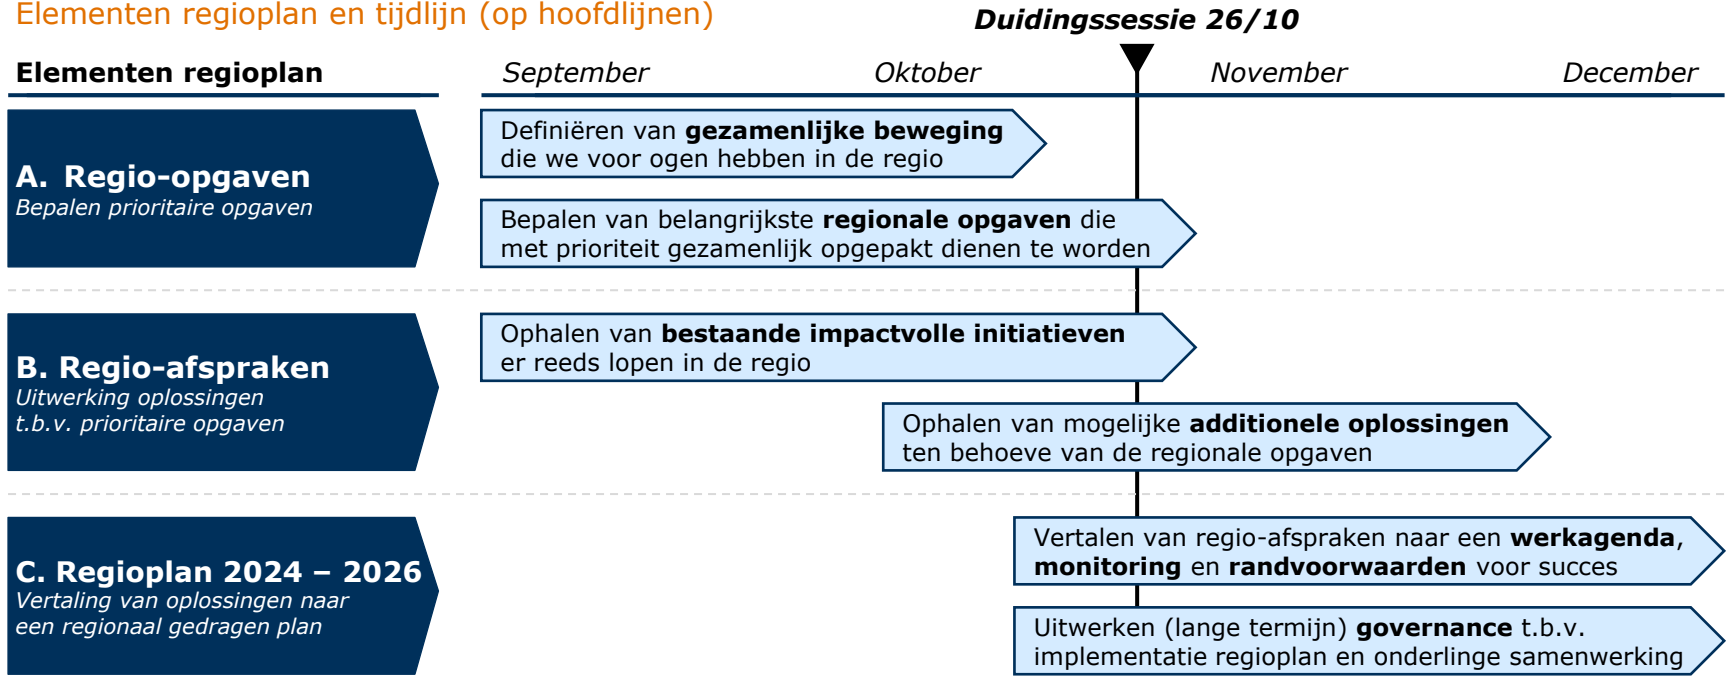 Elementen regioplan en tijdlijn (op hoofdlijnen)
Duidingssessie 26/10
Elementen regioplan
September
Oktober
November
December
A. Regio-opgaven
Bepalen prioritaire opgaven
Definiëren van gezamenlijke beweging
die we voor ogen hebben in de regio
Bepalen van belangrijkste regionale opgaven die
met prioriteit gezamenlijk opgepakt dienen te worden
B. Regio-afspraken
Uitwerking oplossingen
t.b.v. prioritaire opgaven
Ophalen van bestaande impactvolle initiatieven
er reeds lopen in de regio
Ophalen van mogelijke additionele oplossingen
ten behoeve van de regionale opgaven
C. Regioplan 2024 – 2026
Vertaling van oplossingen naar
een regionaal gedragen plan
Vertalen van regio-afspraken naar een werkagenda,
monitoring en randvoorwaarden voor succes
Uitwerken (lange termijn) governance t.b.v.
implementatie regioplan en onderlinge samenwerking